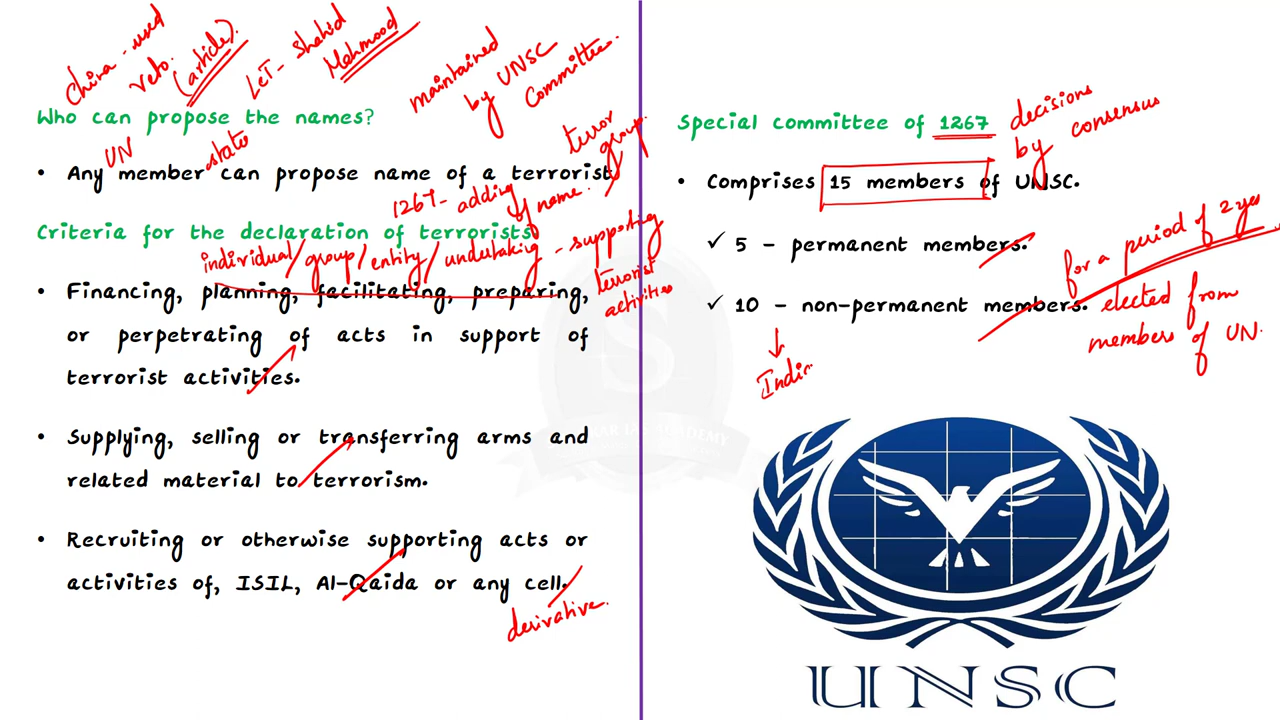 China - used
veto.
(article).
LeT - Shahid
Mehmood
maintained
by UNSC
Committee.
Who can propose the names?
UN
state
terror
group.
• Any member can propose name of a terrorist
1267 - adding
of name.
Criteria for the declaration of terrorists
individual/group/entity/undertaking - supporting
terrorist
activities
• Financing, planning, facilitating, preparing,
or perpetrating of acts in support of
terrorist activities.
• Supplying, selling or transferring arms and
related material to terrorism.
• Recruiting or otherwise supporting acts or
activities of, ISIL, Al-Qaida or any cell.
derivative.
Special committee of 1267
decisions
by consensus
• Comprises 15 members of UNSC.
✓ 5 - permanent members.
for a period of 2 yes
✓ 10 - non-permanent members.
elected from
members of UN.
Indi
UNSC